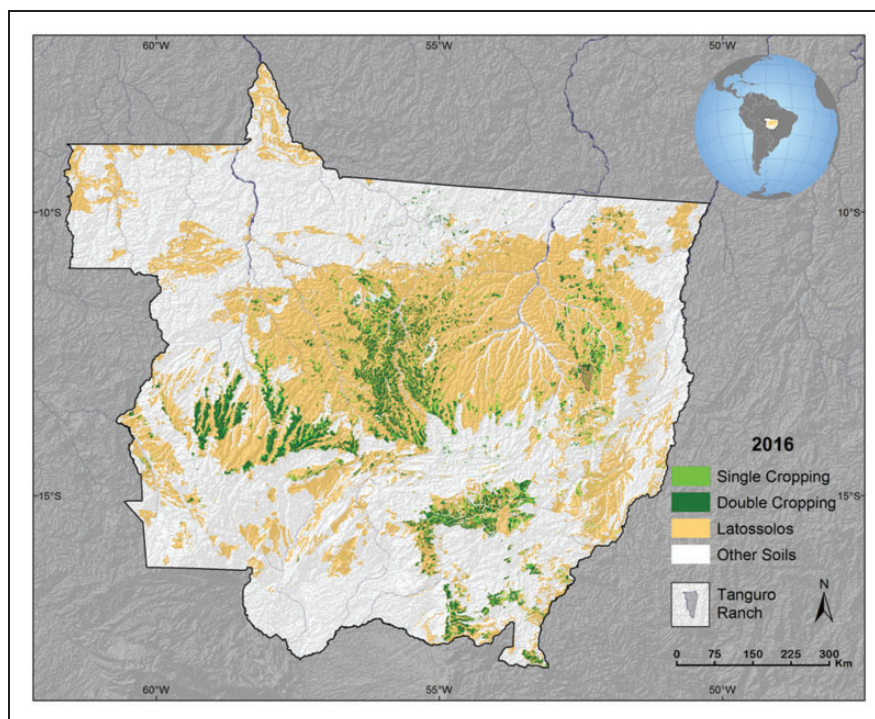 60°W 55°W 50°W
10°S 10°S
2016
Single Cropping
Double Cropping
15°S 15°S
Latossolos
Other Soils
Tanguro
Ranch
N
0 75 150 225 300
Km
60°W 55°W 50°W